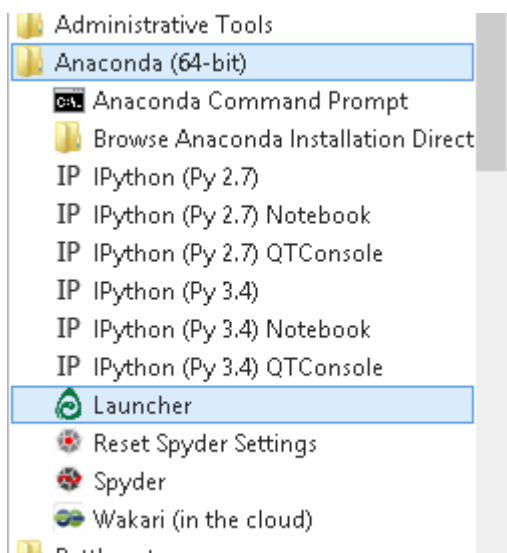 Administrative Tools
Anaconda (64-bit)
C:\. Anaconda Command Prompt
Browse Anaconda Installation Direct
IP IPython (Py 2.7)
IP IPython (Py 2.7) Notebook
IP IPython (Py 2.7) QTConsole
IP IPython (Py 3.4)
IP IPython (Py 3.4) Notebook
IP IPython (Py 3.4) QTConsole
Launcher
Reset Spyder Settings
Spyder
Wakari (in the cloud)